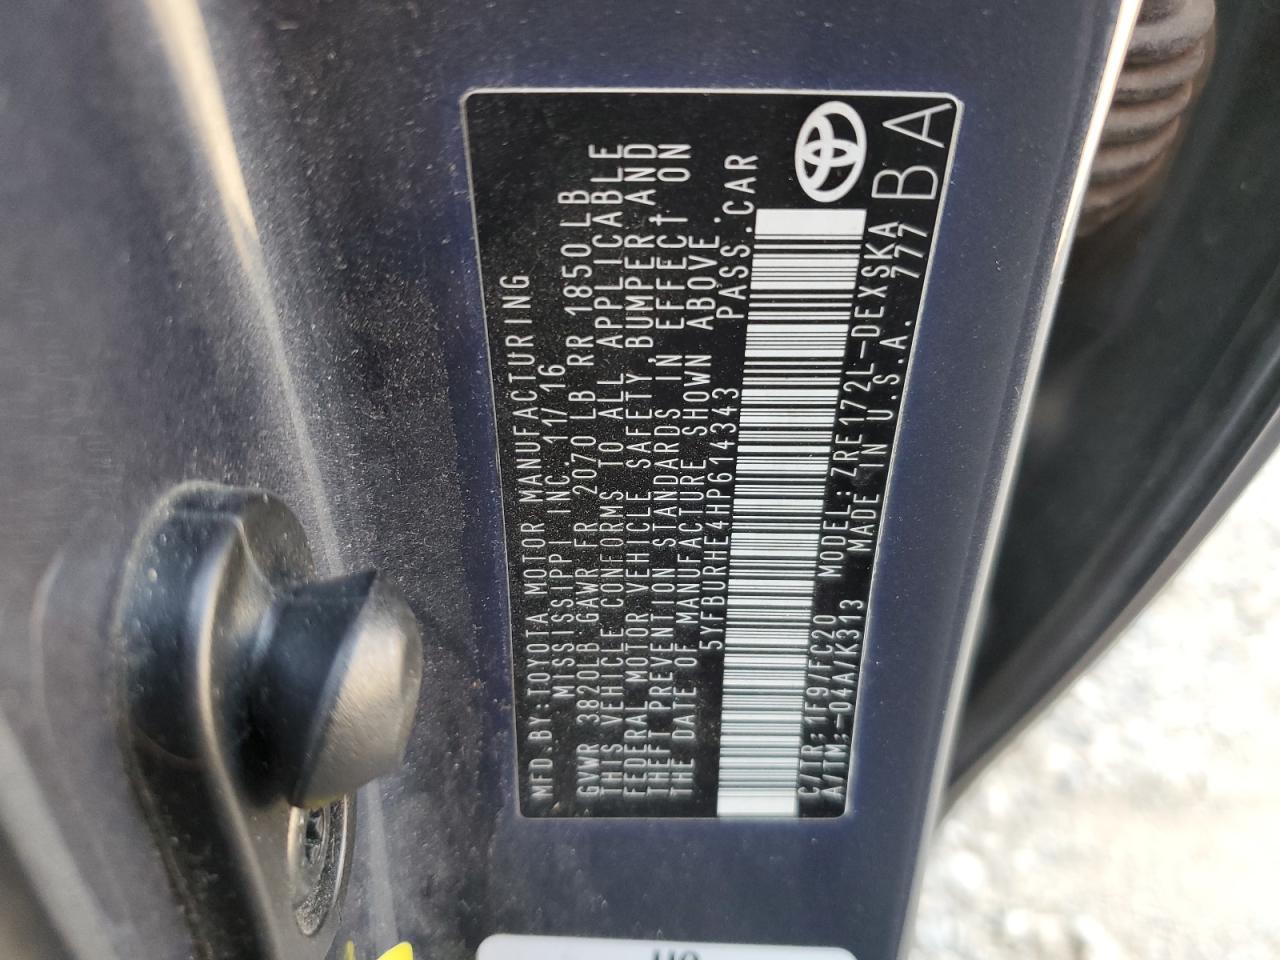 MFD.BY:TOYOTA MOTOR MANUFACTURING
MISSISSIPPI INC. 11/16
GVWR 3820LB GAWR FR 2070LB RR 1850LB
THIS VEHICLE CONFORMS TO ALL APPLICABLE
FEDERAL MOTOR VEHICLE SAFETY,BUMPER,AND
THEFT PREVENTION STANDARDS IN EFFECT ON
THE DATE OF MANUFACTURE SHOWN ABOVE.
5YFBURHE4HP614343 PASS.CAR
C/TR:1F9/FC20 MODEL:ZRE172L-DEXSKA
A/TM:-04A/K313 MADE IN U.S.A. 777 BA